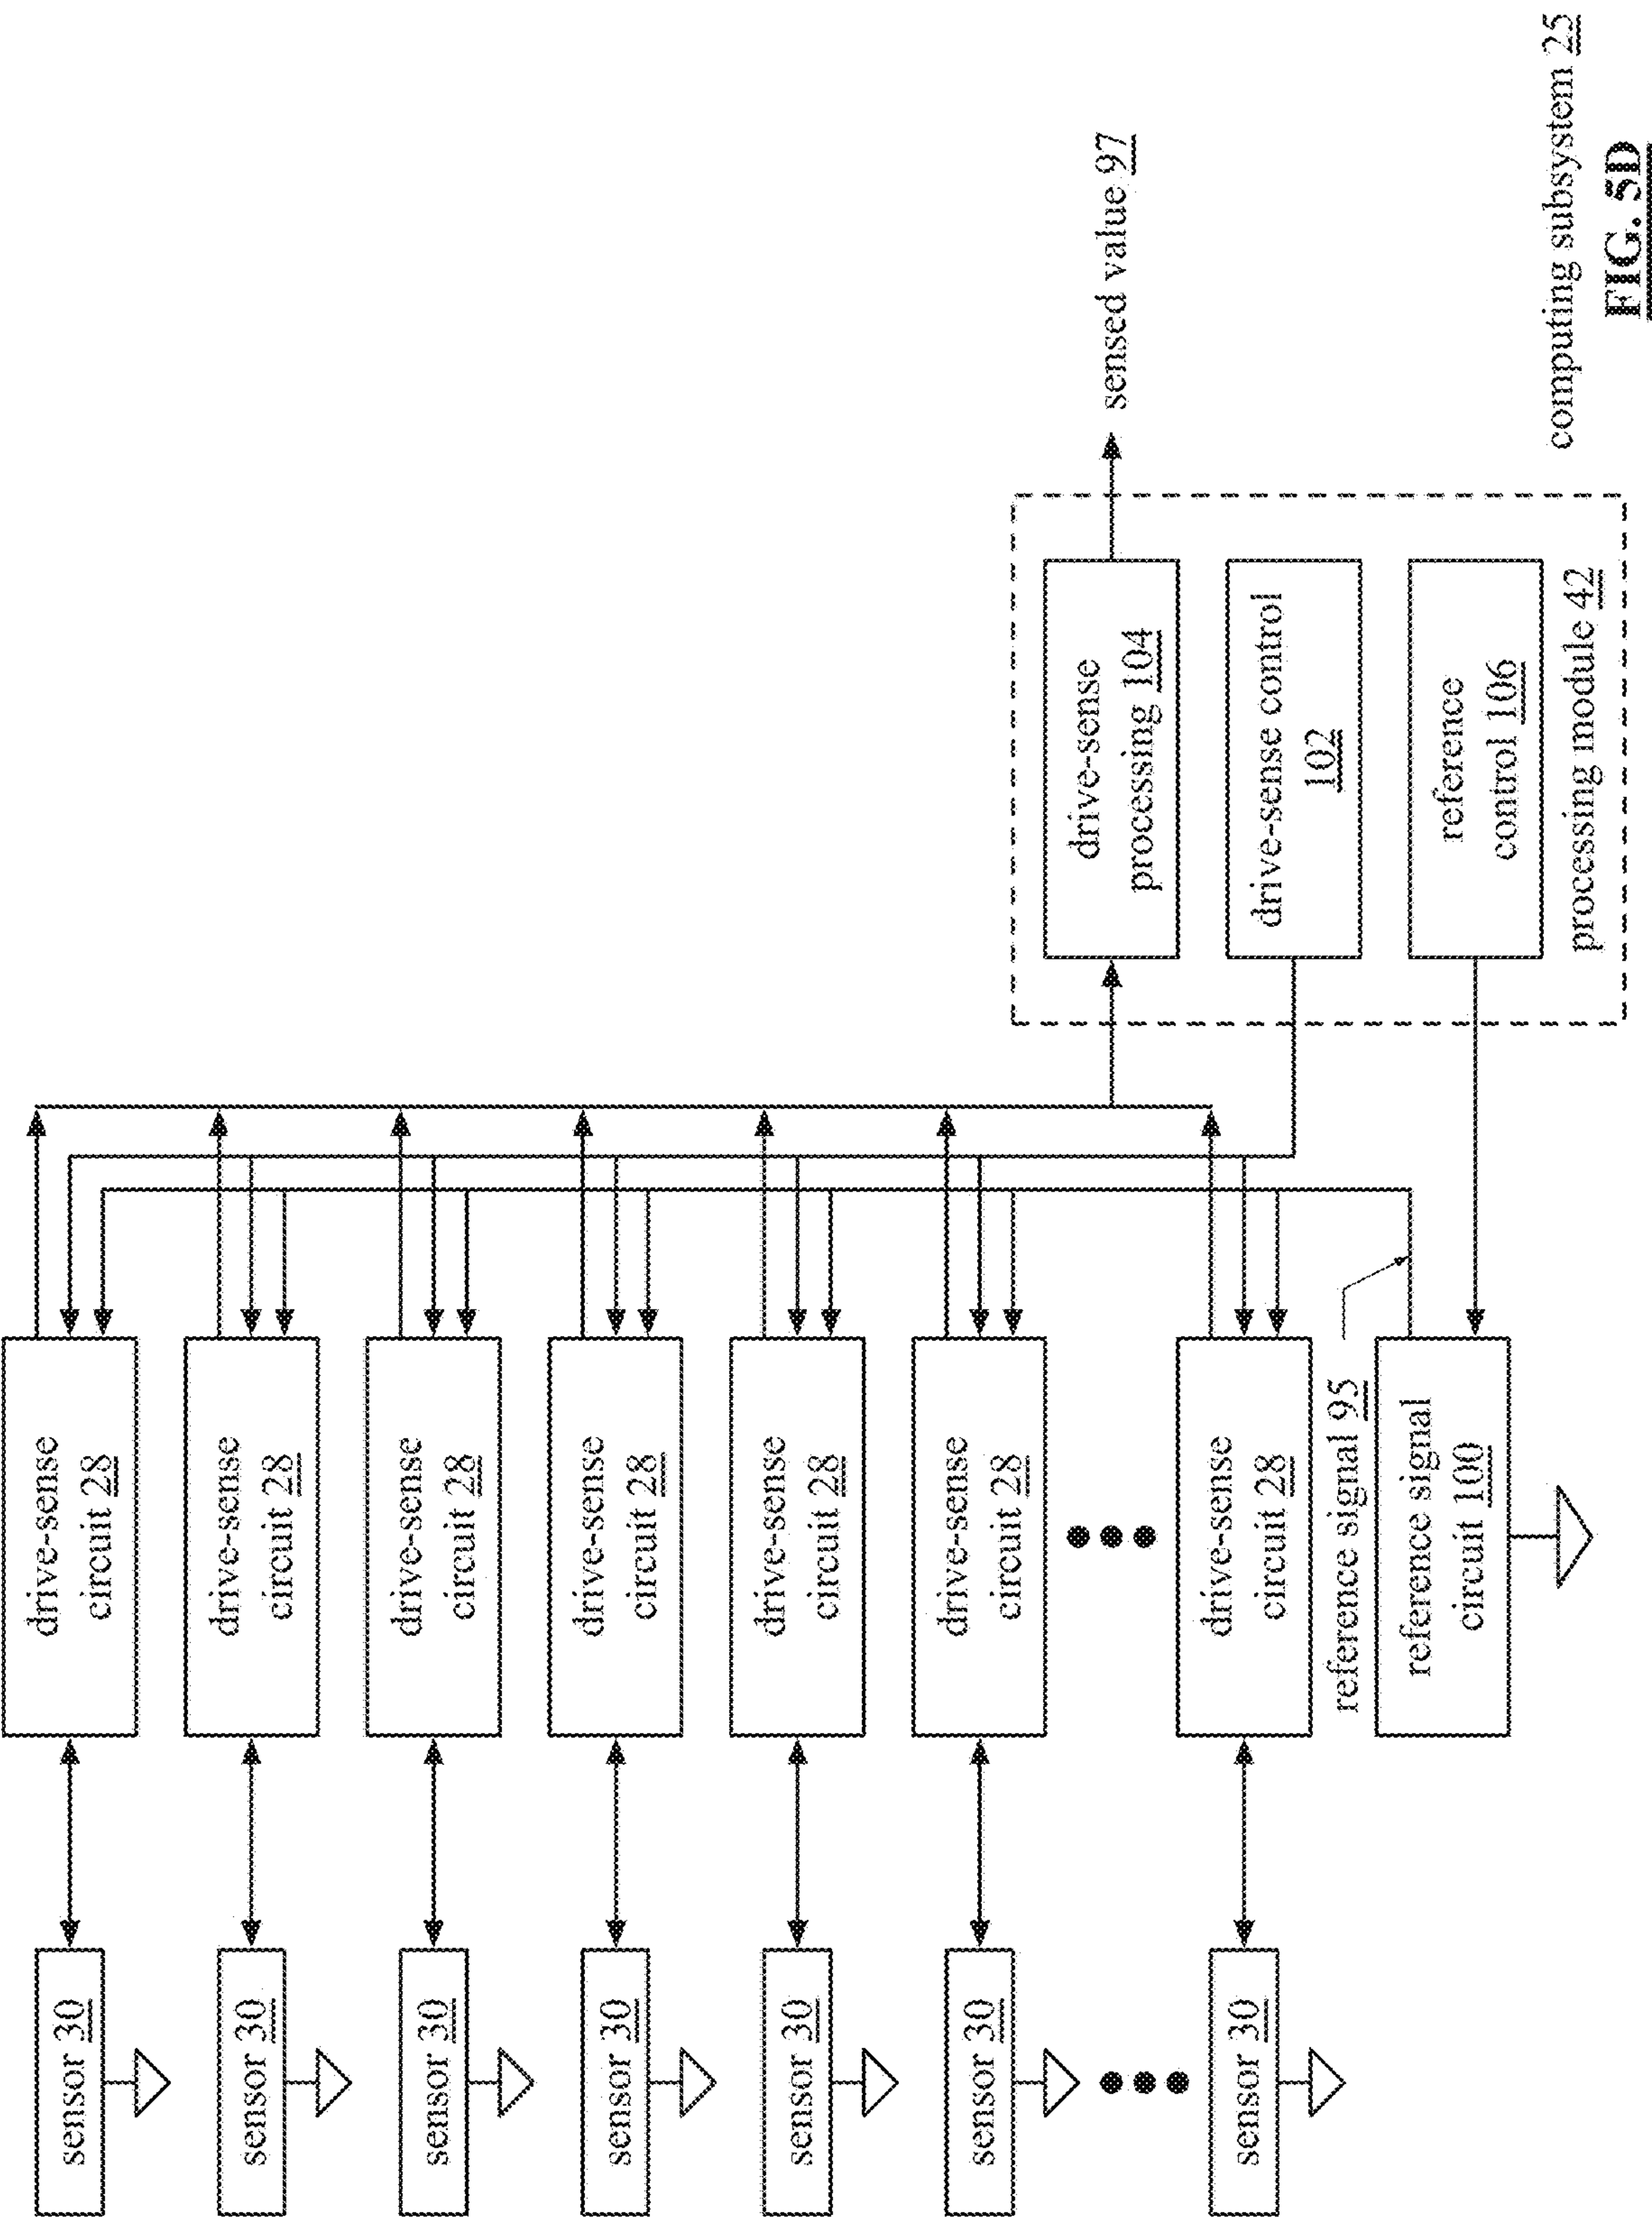 drive-sense
circuit 28
drive-sense
circuit 28
drive-sense
circuit 28
drive-sense
circuit 28
drive-sense
circuit 28
drive-sense
circuit 28
drive-sense
circuit 28
reference signal 95
reference signal
circuit 100
sensor 30
sensor 30
sensor 30
sensor 30
sensor 30
sensor 30
sensor 30
drive-sense
processing 104
drive-sense control
102
reference
control 106
processing module 42
sensed value 97
computing subsystem 25
FIG. 5D